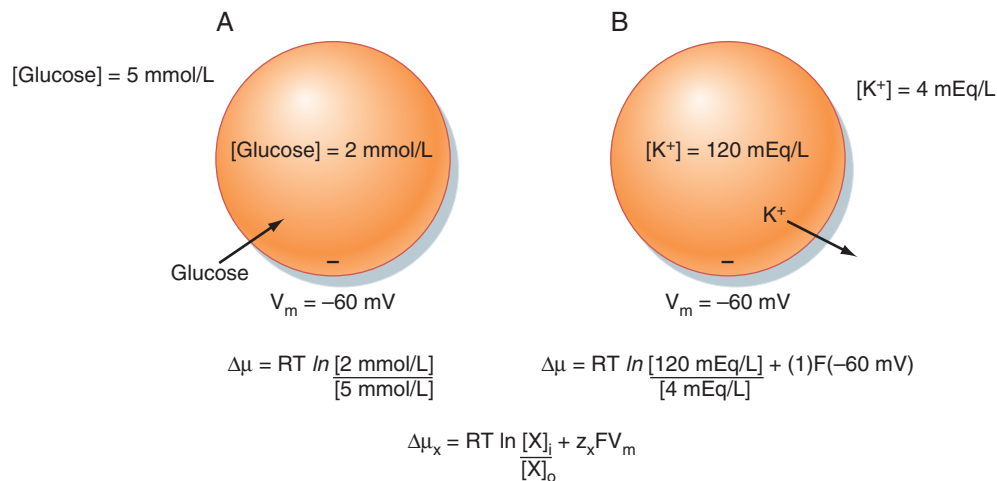 A
[Glucose] = 5 mmol/L
[Glucose] = 2 mmol/L
Glucose
–
Vm = –60 mV
Δμ = RT ln [2 mmol/L]
[5 mmol/L]
B
[K+] = 4 mEq/L
[K+] = 120 mEq/L
K+
–
Vm = –60 mV
Δμ = RT ln [120 mEq/L] + (1)F(–60 mV)
[4 mEq/L]
Δμx = RT ln [X]i + zxFVm
[X]o